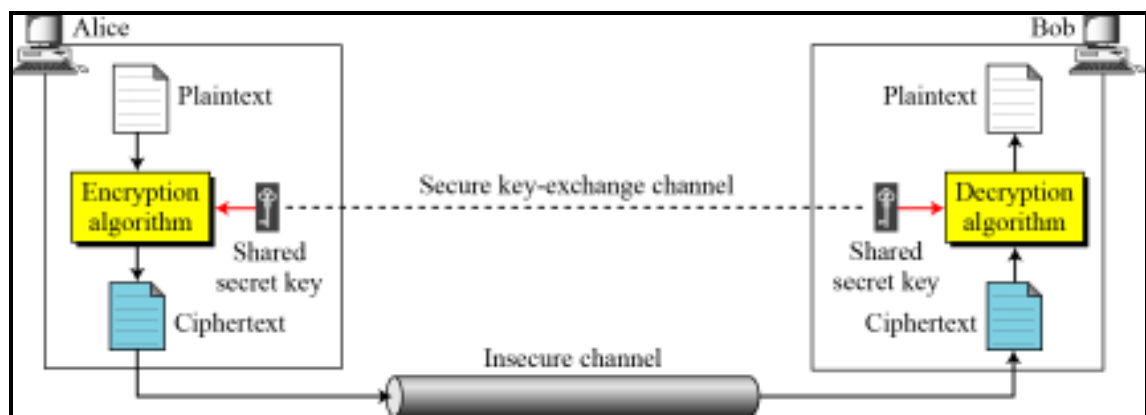 Alice
Bob
Plaintext
Plaintext
Encryption
algorithm
Secure key-exchange channel
Decryption
algorithm
Shared
secret key
Shared
secret key
Ciphertext
Ciphertext
Insecure channel